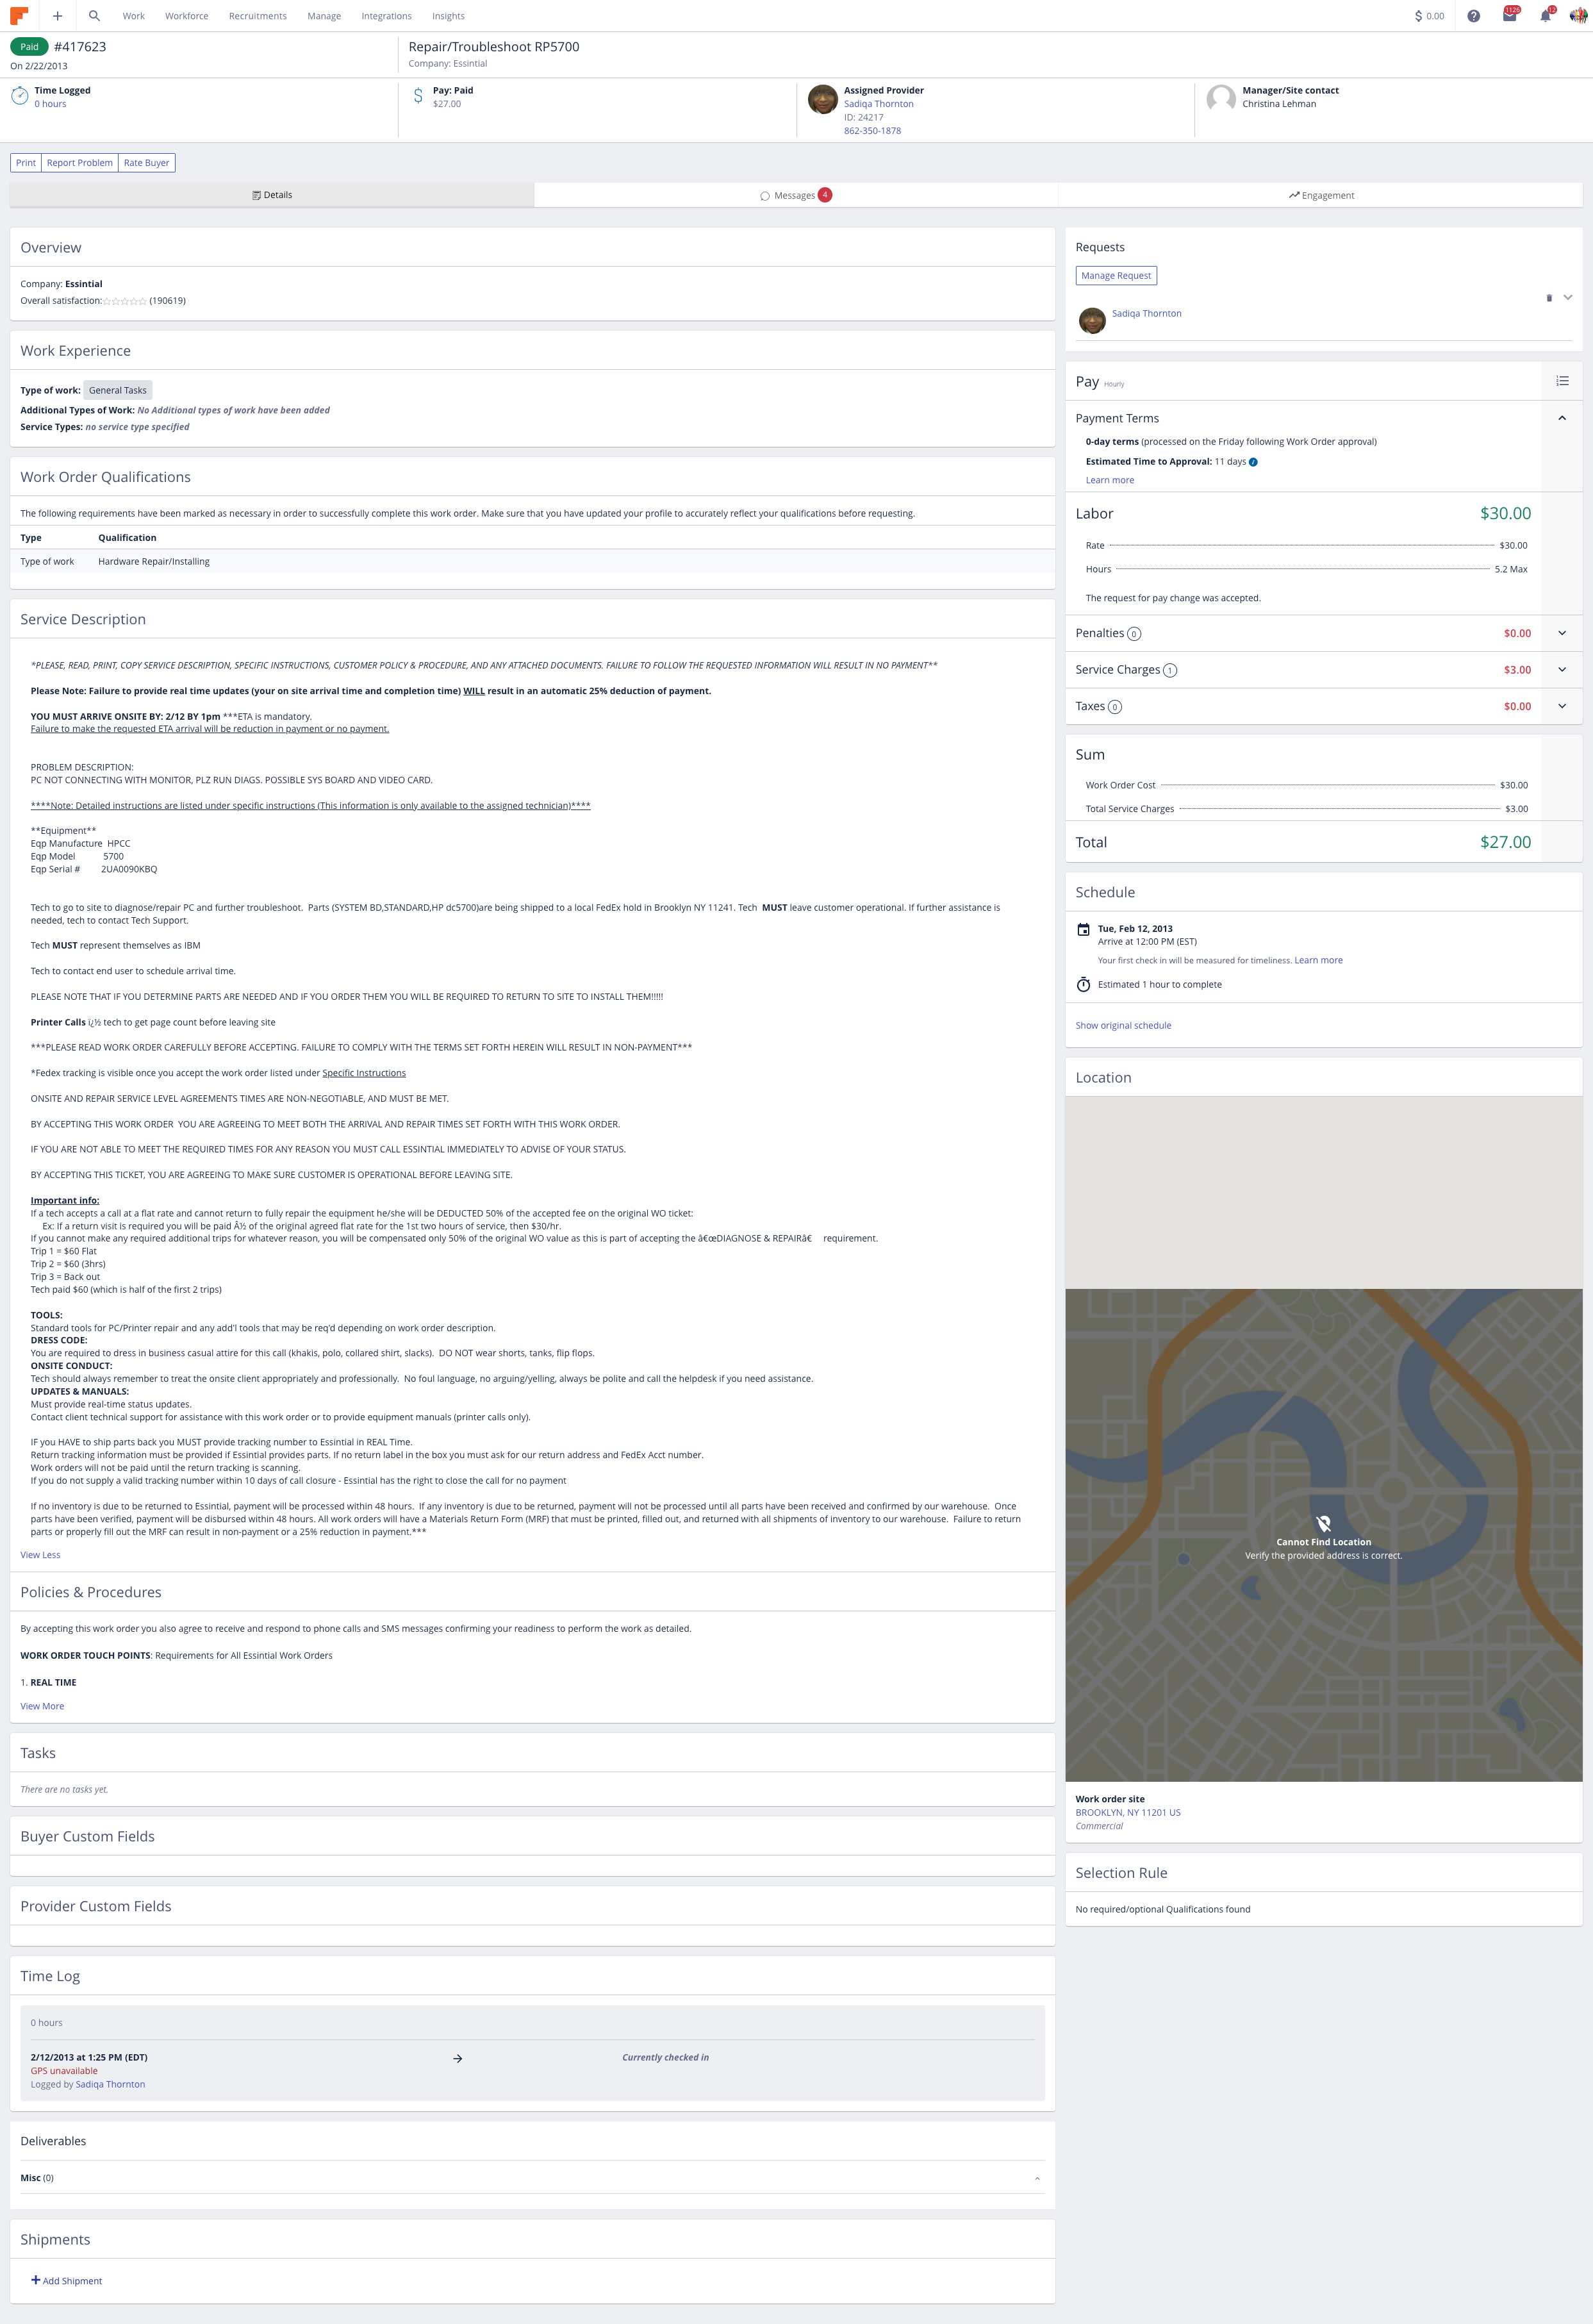 Work Workforce Recruitments Manage Integrations Insights
$ 0.00
1126
12
Paid #417623
On 2/22/2013
Repair/Troubleshoot RP5700
Company: Essintial
Time Logged
0 hours
Pay: Paid
$27.00
Assigned Provider
Sadiqa Thornton
ID: 24217
862-350-1878
Manager/Site contact
Christina Lehman
Print Report Problem Rate Buyer
Details
Messages 4
Engagement
Overview
Company: Essintial
Overall satisfaction:☆☆☆☆☆ (190619)
Work Experience
Type of work: General Tasks
Additional Types of Work: No Additional types of work have been added
Service Types: no service type specified
Work Order Qualifications
The following requirements have been marked as necessary in order to successfully complete this work order. Make sure that you have updated your profile to accurately reflect your qualifications before requesting.
Type Qualification
Type of work Hardware Repair/Installing
Service Description
*PLEASE, READ, PRINT, COPY SERVICE DESCRIPTION, SPECIFIC INSTRUCTIONS, CUSTOMER POLICY & PROCEDURE, AND ANY ATTACHED DOCUMENTS. FAILURE TO FOLLOW THE REQUESTED INFORMATION WILL RESULT IN NO PAYMENT**
Please Note: Failure to provide real time updates (your on site arrival time and completion time) WILL result in an automatic 25% deduction of payment.
YOU MUST ARRIVE ONSITE BY: 2/12 BY 1pm ***ETA is mandatory.
Failure to make the requested ETA arrival will be reduction in payment or no payment.
PROBLEM DESCRIPTION:
PC NOT CONNECTING WITH MONITOR, PLZ RUN DIAGS. POSSIBLE SYS BOARD AND VIDEO CARD.
****Note: Detailed instructions are listed under specific instructions (This information is only available to the assigned technician)****
**Equipment**
Eqp Manufacture HPCC
Eqp Model 5700
Eqp Serial # 2UA0090KBQ
Tech to go to site to diagnose/repair PC and further troubleshoot. Parts (SYSTEM BD,STANDARD,HP dc5700)are being shipped to a local FedEx hold in Brooklyn NY 11241. Tech MUST leave customer operational. If further assistance is
needed, tech to contact Tech Support.
Tech MUST represent themselves as IBM
Tech to contact end user to schedule arrival time.
PLEASE NOTE THAT IF YOU DETERMINE PARTS ARE NEEDED AND IF YOU ORDER THEM YOU WILL BE REQUIRED TO RETURN TO SITE TO INSTALL THEM!!!!!
Printer Calls ï¿½ tech to get page count before leaving site
***PLEASE READ WORK ORDER CAREFULLY BEFORE ACCEPTING. FAILURE TO COMPLY WITH THE TERMS SET FORTH HEREIN WILL RESULT IN NON-PAYMENT***
*Fedex tracking is visible once you accept the work order listed under Specific Instructions
ONSITE AND REPAIR SERVICE LEVEL AGREEMENTS TIMES ARE NON-NEGOTIABLE, AND MUST BE MET.
BY ACCEPTING THIS WORK ORDER YOU ARE AGREEING TO MEET BOTH THE ARRIVAL AND REPAIR TIMES SET FORTH WITH THIS WORK ORDER.
IF YOU ARE NOT ABLE TO MEET THE REQUIRED TIMES FOR ANY REASON YOU MUST CALL ESSINTIAL IMMEDIATELY TO ADVISE OF YOUR STATUS.
BY ACCEPTING THIS TICKET, YOU ARE AGREEING TO MAKE SURE CUSTOMER IS OPERATIONAL BEFORE LEAVING SITE.
Important info:
If a tech accepts a call at a flat rate and cannot return to fully repair the equipment he/she will be DEDUCTED 50% of the accepted fee on the original WO ticket:
Ex: If a return visit is required you will be paid Â½ of the original agreed flat rate for the 1st two hours of service, then $30/hr.
If you cannot make any required additional trips for whatever reason, you will be compensated only 50% of the original WO value as this is part of accepting the â€œDIAGNOSE & REPAIRâ€ requirement.
Trip 1 = $60 Flat
Trip 2 = $60 (3hrs)
Trip 3 = Back out
Tech paid $60 (which is half of the first 2 trips)
TOOLS:
Standard tools for PC/Printer repair and any add'l tools that may be req'd depending on work order description.
DRESS CODE:
You are required to dress in business casual attire for this call (khakis, polo, collared shirt, slacks). DO NOT wear shorts, tanks, flip flops.
ONSITE CONDUCT:
Tech should always remember to treat the onsite client appropriately and professionally. No foul language, no arguing/yelling, always be polite and call the helpdesk if you need assistance.
UPDATES & MANUALS:
Must provide real-time status updates.
Contact client technical support for assistance with this work order or to provide equipment manuals (printer calls only).
IF you HAVE to ship parts back you MUST provide tracking number to Essintial in REAL Time.
Return tracking information must be provided if Essintial provides parts. If no return label in the box you must ask for our return address and FedEx Acct number.
Work orders will not be paid until the return tracking is scanning.
If you do not supply a valid tracking number within 10 days of call closure - Essintial has the right to close the call for no payment
If no inventory is due to be returned to Essintial, payment will be processed within 48 hours. If any inventory is due to be returned, payment will not be processed until all parts have been received and confirmed by our warehouse. Once
parts have been verified, payment will be disbursed within 48 hours. All work orders will have a Materials Return Form (MRF) that must be printed, filled out, and returned with all shipments of inventory to our warehouse. Failure to return
parts or properly fill out the MRF can result in non-payment or a 25% reduction in payment.***
View Less
Policies & Procedures
By accepting this work order you also agree to receive and respond to phone calls and SMS messages confirming your readiness to perform the work as detailed.
WORK ORDER TOUCH POINTS: Requirements for All Essintial Work Orders
1. REAL TIME
View More
Tasks
There are no tasks yet.
Buyer Custom Fields
Provider Custom Fields
Time Log
0 hours
2/12/2013 at 1:25 PM (EDT) → Currently checked in
GPS unavailable
Logged by Sadiqa Thornton
Deliverables
Misc (0)
Shipments
+ Add Shipment
Requests
Manage Request
Sadiqa Thornton
Pay Hourly
Payment Terms
0-day terms (processed on the Friday following Work Order approval)
Estimated Time to Approval: 11 days
Learn more
Labor $30.00
Rate $30.00
Hours 5.2 Max
The request for pay change was accepted.
Penalties 0 $0.00
Service Charges 1 $3.00
Taxes 0 $0.00
Sum
Work Order Cost $30.00
Total Service Charges $3.00
Total $27.00
Schedule
Tue, Feb 12, 2013
Arrive at 12:00 PM (EST)
Your first check in will be measured for timeliness. Learn more
Estimated 1 hour to complete
Show original schedule
Location
Cannot Find Location
Verify the provided address is correct.
Work order site
BROOKLYN, NY 11201 US
Commercial
Selection Rule
No required/optional Qualifications found